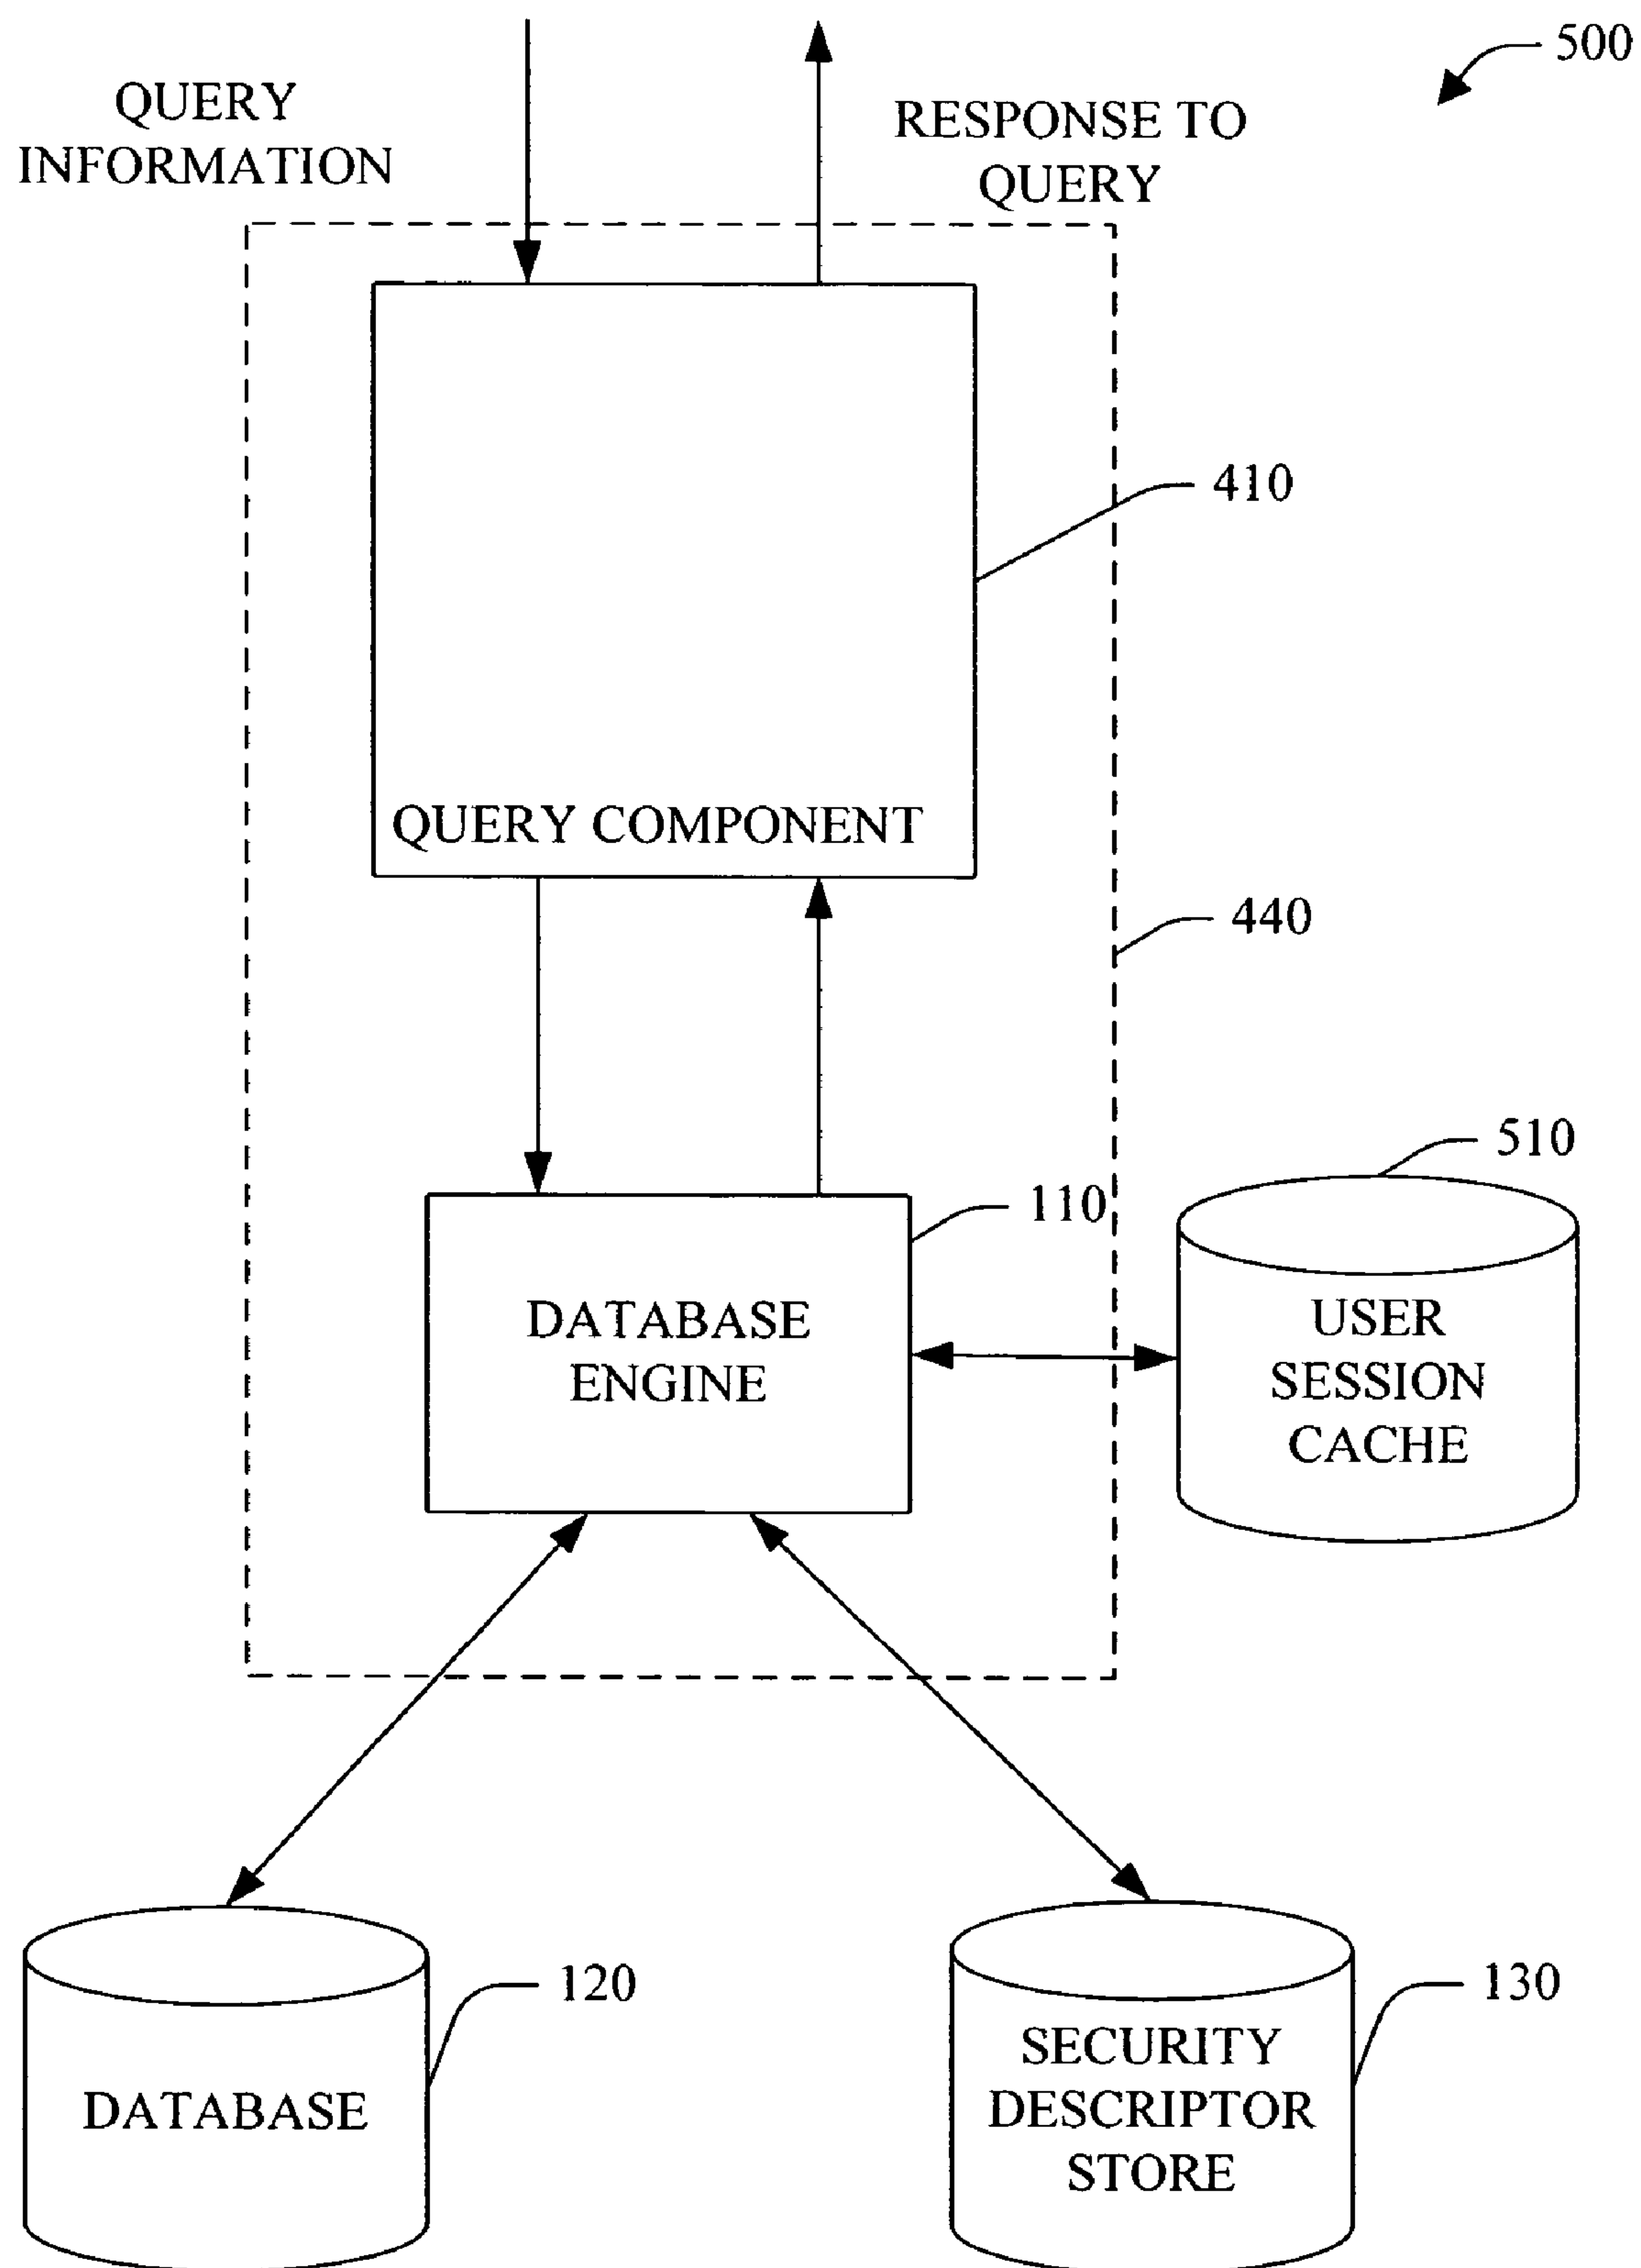 500
QUERY
INFORMATION
RESPONSE TO
QUERY
410
QUERY COMPONENT
440
510
110
DATABASE
ENGINE
USER
SESSION
CACHE
120
130
DATABASE
SECURITY
DESCRIPTOR
STORE